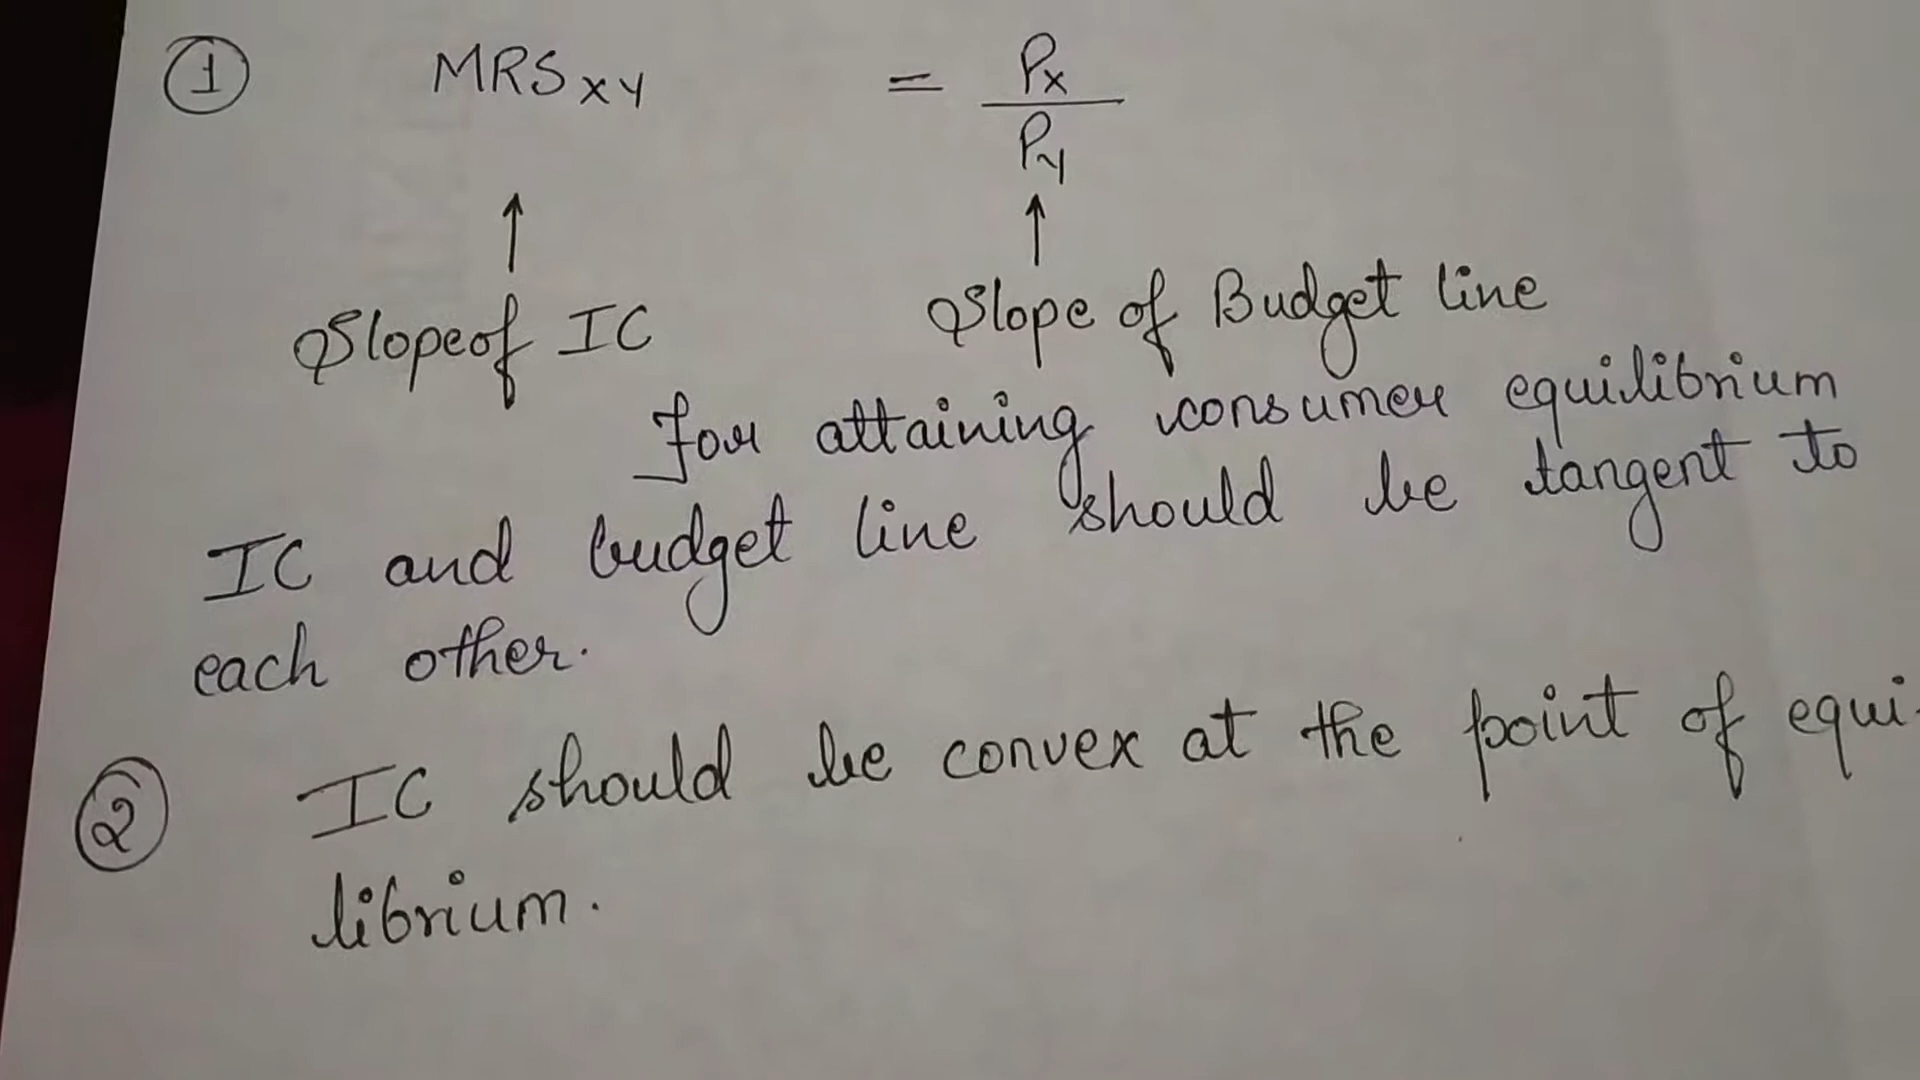 1 MRSxy = Px
Py
↑ ↑
Slope of IC Slope of Budget line
For attaining consumer equilibrium
IC and budget line should be tangent to
each other.
2 IC should be convex at the point of equi-
librium.